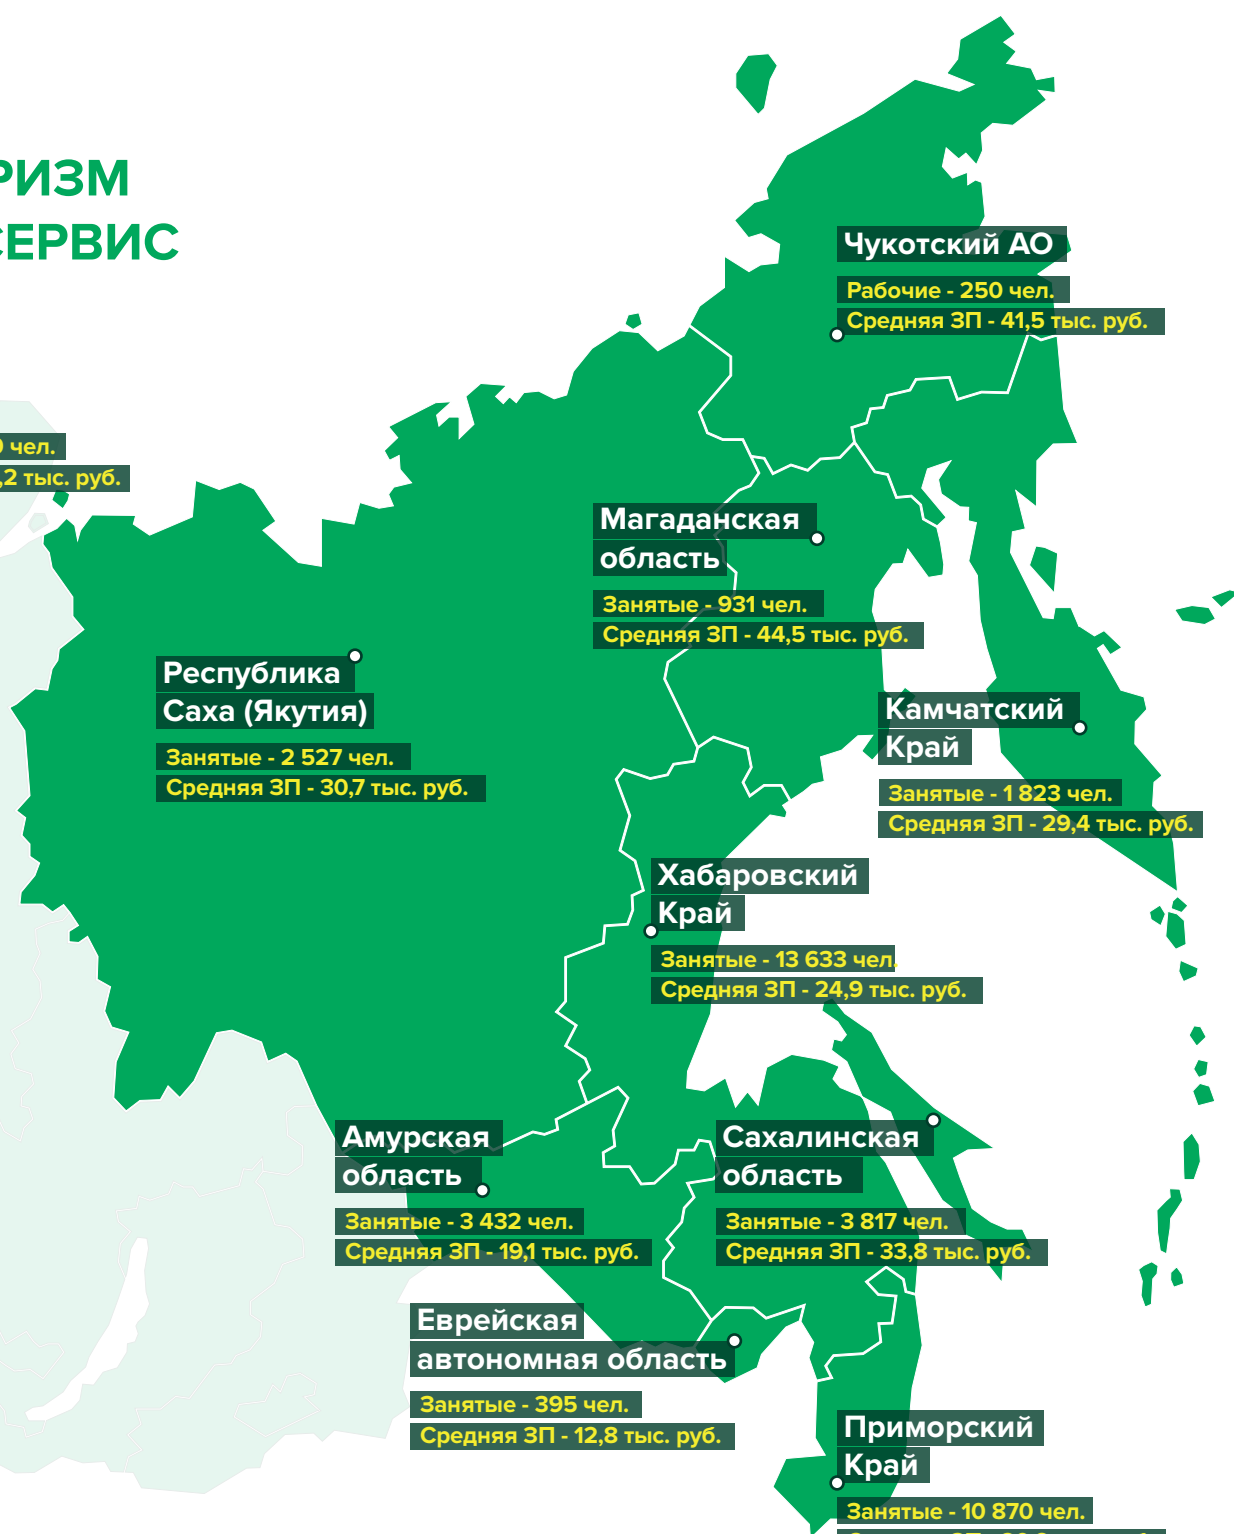 РИЗМ
СЕРВИС
Чукотский АО
Рабочие - 250 чел.
Средняя ЗП - 41,5 тыс. руб.
чел.
,2 тыс. руб.
Магаданская
область
Занятые - 931 чел.
Средняя ЗП - 44,5 тыс. руб.
Республика
Саха (Якутия)
Занятые - 2 527 чел.
Средняя ЗП - 30,7 тыс. руб.
Камчатский
Край
Занятые - 1 823 чел.
Средняя ЗП - 29,4 тыс. руб.
Хабаровский
Край
Занятые - 13 633 чел.
Средняя ЗП - 24,9 тыс. руб.
Амурская
область
Занятые - 3 432 чел.
Средняя ЗП - 19,1 тыс. руб.
Сахалинская
область
Занятые - 3 817 чел.
Средняя ЗП - 33,8 тыс. руб.
Еврейская
автономная область
Занятые - 395 чел.
Средняя ЗП - 12,8 тыс. руб.
Приморский
Край
Занятые - 10 870 чел.